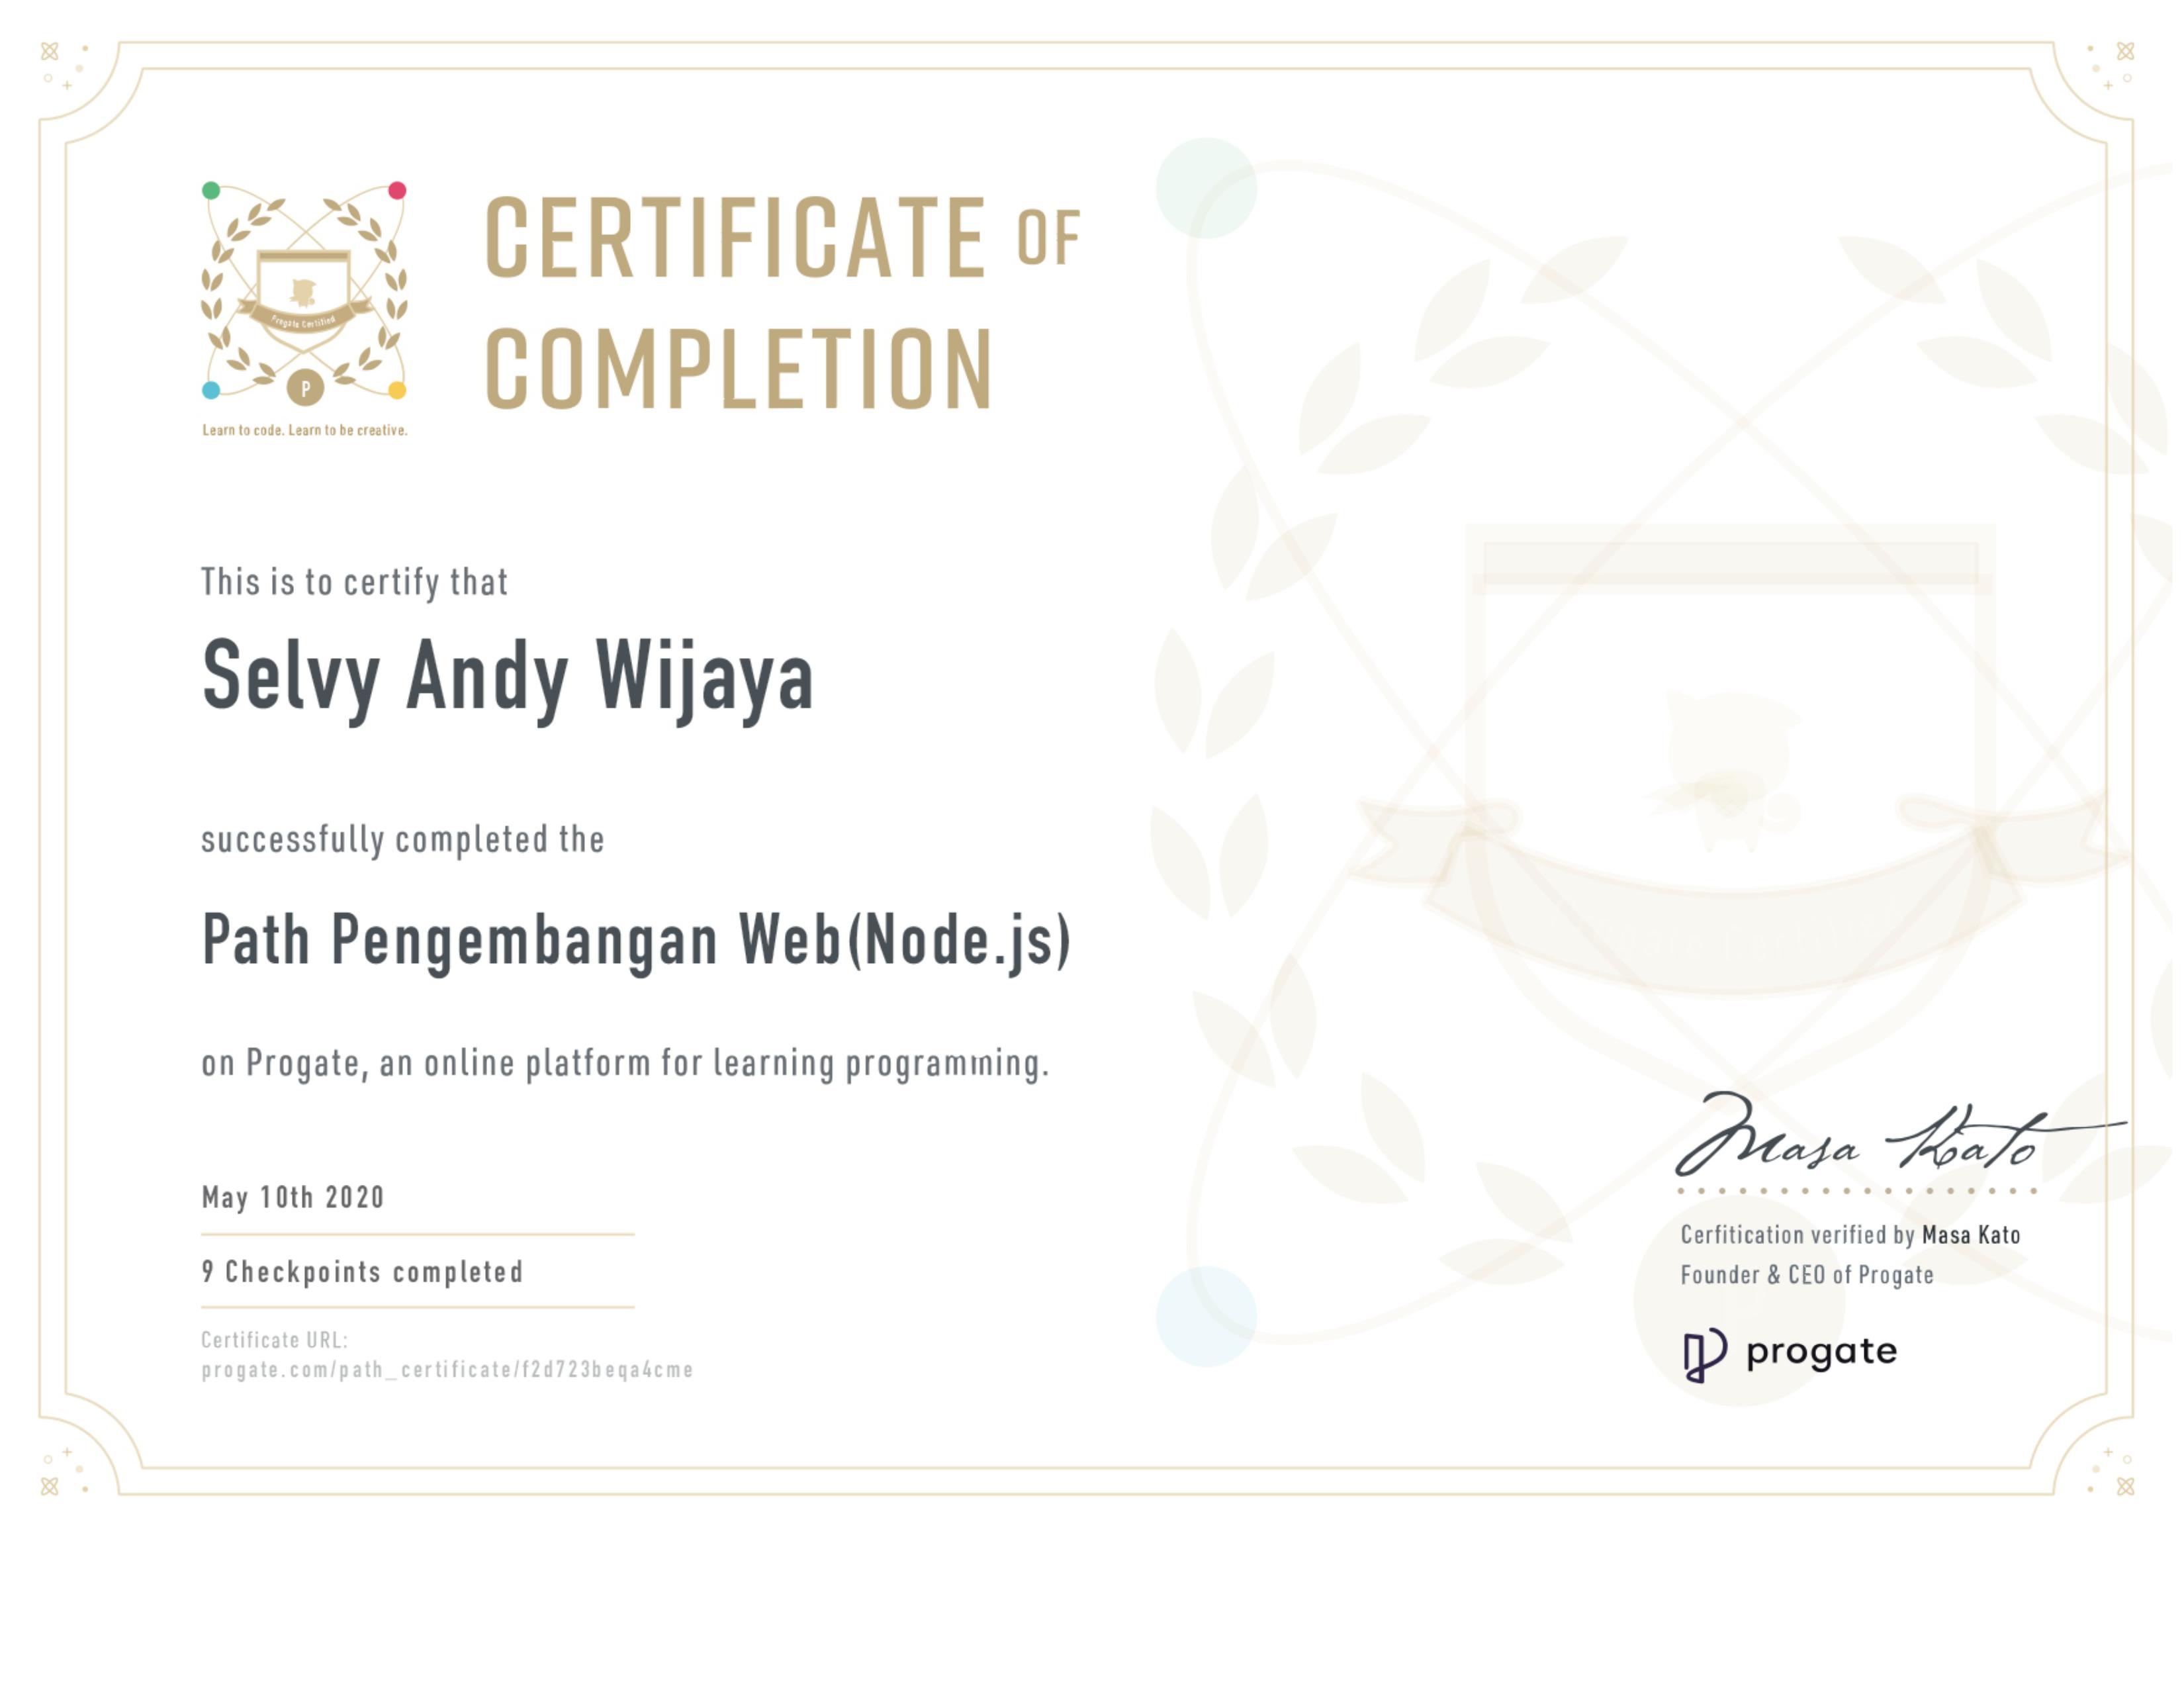 Progate Certified
P
Learn to code. Learn to be creative.
CERTIFICATE OF
COMPLETION
This is to certify that
Selvy Andy Wijaya
successfully completed the
Path Pengembangan Web(Node.js)
on Progate, an online platform for learning programming.
May 10th 2020
9 Checkpoints completed
Certificate URL:
progate.com/path_certificate/f2d723beqa4cme
Masa Kato
Cerfitication verified by Masa Kato
Founder & CEO of Progate
progate